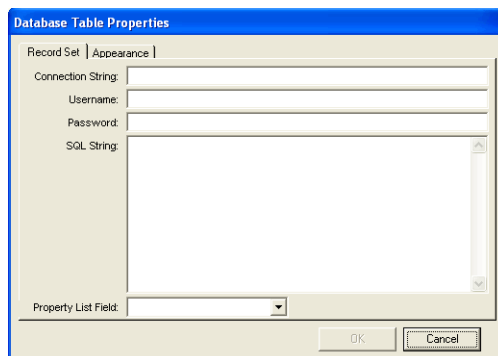 Database Table Properties
Record Set Appearance
Connection String:
Username:
Password:
SQL String:
Property List Field:
OK Cancel